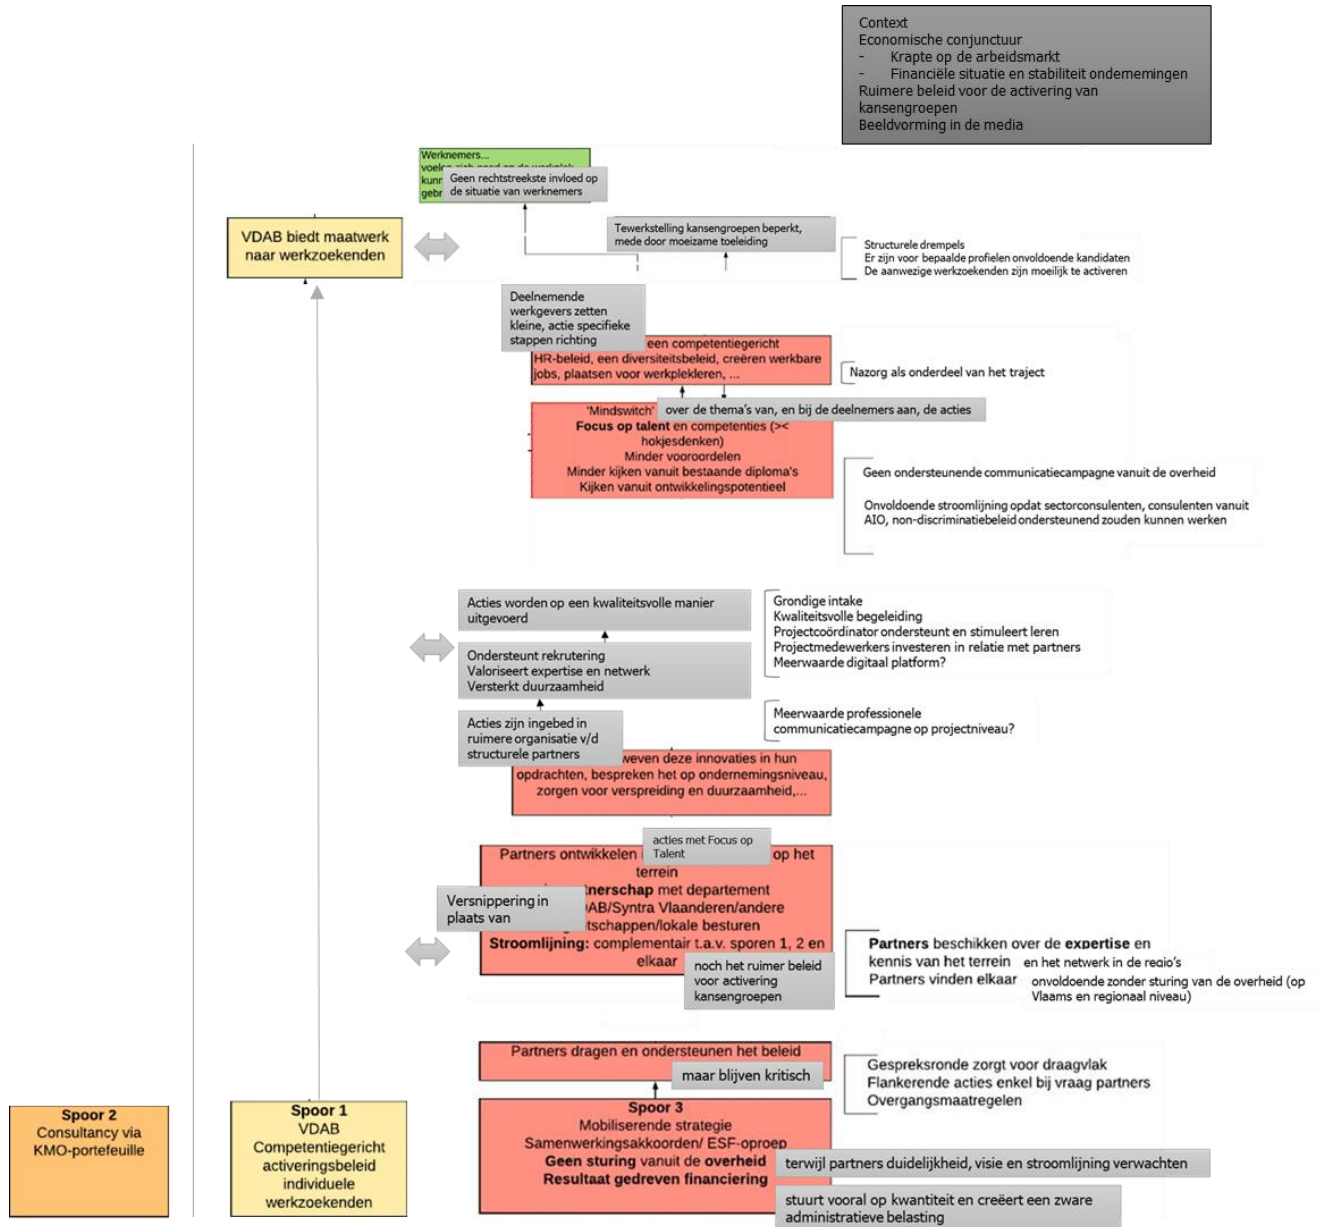 Context
Economische conjunctuur
- Krapte op de arbeidsmarkt
- Financiële situatie en stabiliteit ondernemingen
Ruimere beleid voor de activering van
kansengroepen
Beeldvorming in de media
Werknemers...
Geen rechtstreekste invloed op
de situatie van werknemers
VDAB biedt maatwerk
naar werkzoekenden
Tewerkstelling kansengroepen beperkt,
mede door moeizame toeleiding
Structurele drempels
Er zijn voor bepaalde profielen onvoldoende kandidaten
De aanwezige werkzoekenden zijn moeilijk te activeren
Deelnemende
werkgevers zetten
kleine, actie specifieke
stappen richting
een competentiegericht
HR-beleid, een diversiteitsbeleid, creëren werkbare
jobs, plaatsen voor werkplekleren, ...
Nazorg als onderdeel van het traject
'Mindswitch' over de thema's van, en bij de deelnemers aan, de acties
Focus op talent en competenties (><
hokjesdenken)
Minder vooroordelen
Minder kijken vanuit bestaande diploma's
Kijken vanuit ontwikkelingspotentieel
Geen ondersteunende communicatiecampagne vanuit de overheid
Onvoldoende stroomlijning opdat sectorconsulenten, consulenten vanuit
AIO, non-discriminatiebeleid ondersteunend zouden kunnen werken
Acties worden op een kwaliteitsvolle manier
uitgevoerd
Grondige intake
Kwaliteitsvolle begeleiding
Projectcoördinator ondersteunt en stimuleert leren
Projectmedewerkers investeren in relatie met partners
Meerwaarde digitaal platform?
Ondersteunt rekrutering
Valoriseert expertise en netwerk
Versterkt duurzaamheid
Acties zijn ingebed in
ruimere organisatie v/d
structurele partners
Meerwaarde professionele
communicatiecampagne op projectniveau?
weven deze innovaties in hun
opdrachten, bespreken het op ondernemingsniveau,
zorgen voor verspreiding en duurzaamheid,...
acties met Focus op
Talent
Partners ontwikkelen op het
terrein
Versnippering in
plaats van
nerschap met departement
AB/Syntra Vlaanderen/andere
tschappen/lokale besturen
Stroomlijning: complementair t.a.v. sporen 1, 2 en
elkaar
noch het ruimer beleid
voor activering
kansengroepen
Partners beschikken over de expertise en
kennis van het terrein en het netwerk in de regio's
Partners vinden elkaar onvoldoende zonder sturing van de overheid (op
Vlaams en regionaal niveau)
Partners dragen en ondersteunen het beleid
maar blijven kritisch
Gespreksronde zorgt voor draagvlak
Flankerende acties enkel bij vraag partners
Overgangsmaatregelen
Spoor 2
Consultancy via
KMO-portefeuille
Spoor 1
VDAB
Competentiegericht
activeringsbeleid
individuele
werkzoekenden
Spoor 3
Mobiliserende strategie
Samenwerkingsakkoorden/ ESF-oproep
Geen sturing vanuit de overheid
Resultaat gedreven financiering
terwijl partners duidelijkheid, visie en stroomlijning verwachten
stuurt vooral op kwantiteit en creëert een zware
administratieve belasting